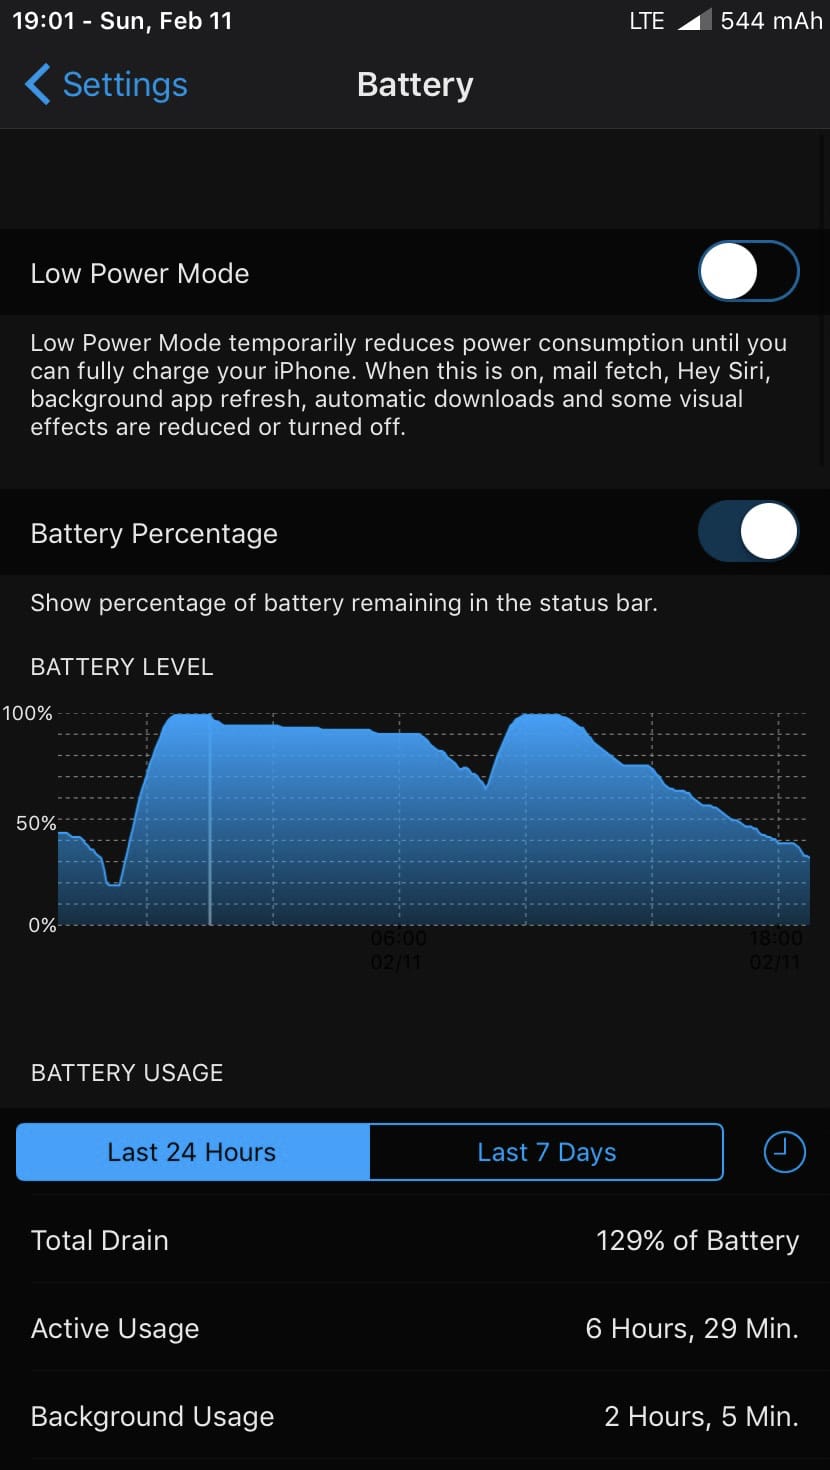 19:01 - Sun, Feb 11 LTE 544 mAh
Settings Battery
Low Power Mode
Low Power Mode temporarily reduces power consumption until you
can fully charge your iPhone. When this is on, mail fetch, Hey Siri,
background app refresh, automatic downloads and some visual
effects are reduced or turned off.
Battery Percentage
Show percentage of battery remaining in the status bar.
BATTERY LEVEL
100%
50%
0%
06:00 18:00
02/11 02/11
BATTERY USAGE
Last 24 Hours Last 7 Days
Total Drain 129% of Battery
Active Usage 6 Hours, 29 Min.
Background Usage 2 Hours, 5 Min.